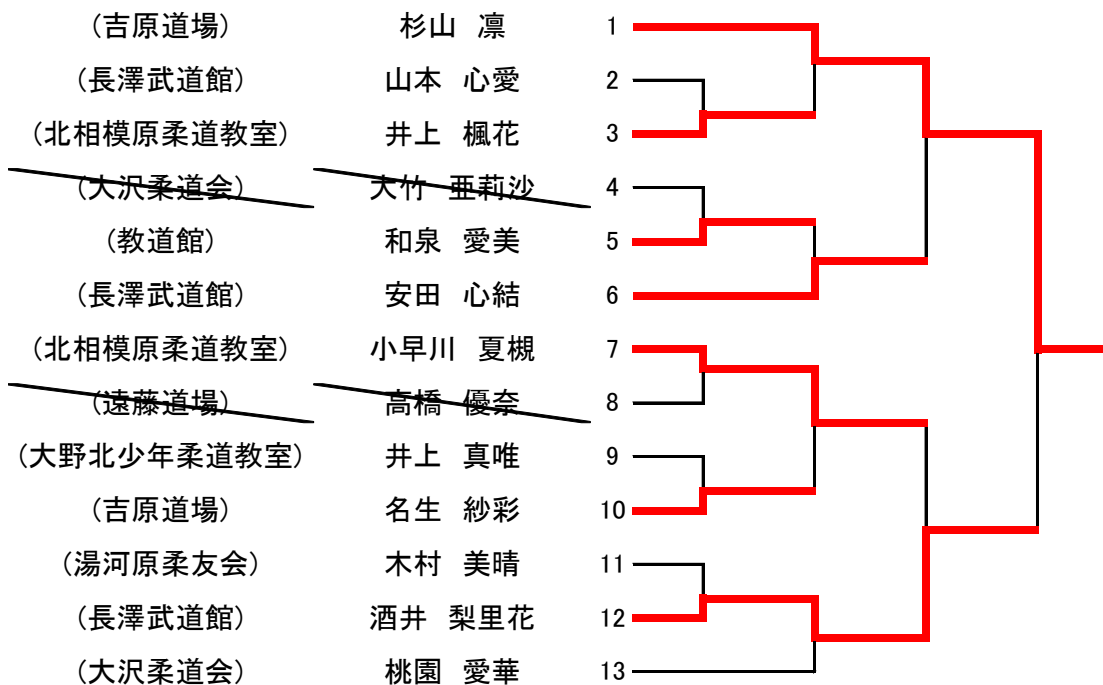 (吉原道場) 杉山 凛 1
(長澤武道館) 山本 心愛 2
(北相模原柔道教室) 井上 楓花 3
(大沢柔道会) 大竹 亜莉沙 4
(教道館) 和泉 愛美 5
(長澤武道館) 安田 心結 6
(北相模原柔道教室) 小早川 夏槻 7
(遠藤道場) 高橋 優奈 8
(大野北少年柔道教室) 井上 真唯 9
(吉原道場) 名生 紗彩 10
(湯河原柔友会) 木村 美晴 11
(長澤武道館) 酒井 梨里花 12
(大沢柔道会) 桃園 愛華 13